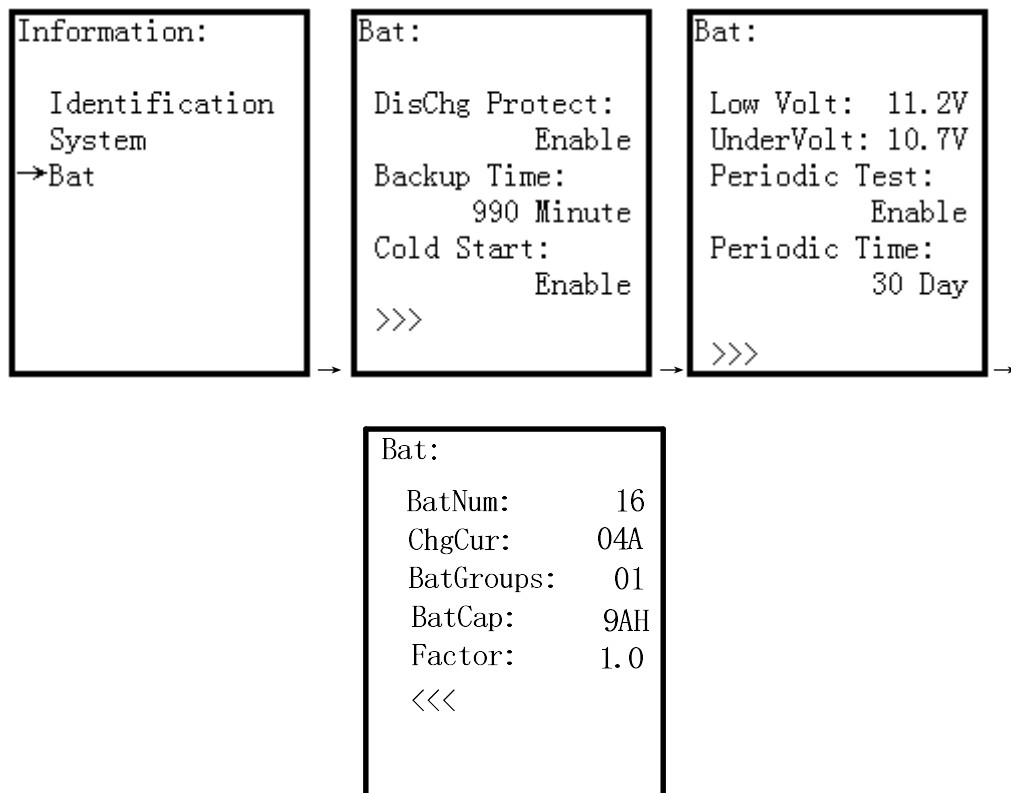 Information:
Identification
System
→Bat
Bat:
DisChg Protect:
Enable
Backup Time:
990 Minute
Cold Start:
Enable
>>>
Bat:
Low Volt: 11.2V
UnderVolt: 10.7V
Periodic Test:
Enable
Periodic Time:
30 Day
>>>
Bat:
BatNum: 16
ChgCur: 04A
BatGroups: 01
BatCap: 9AH
Factor: 1.0
<<<